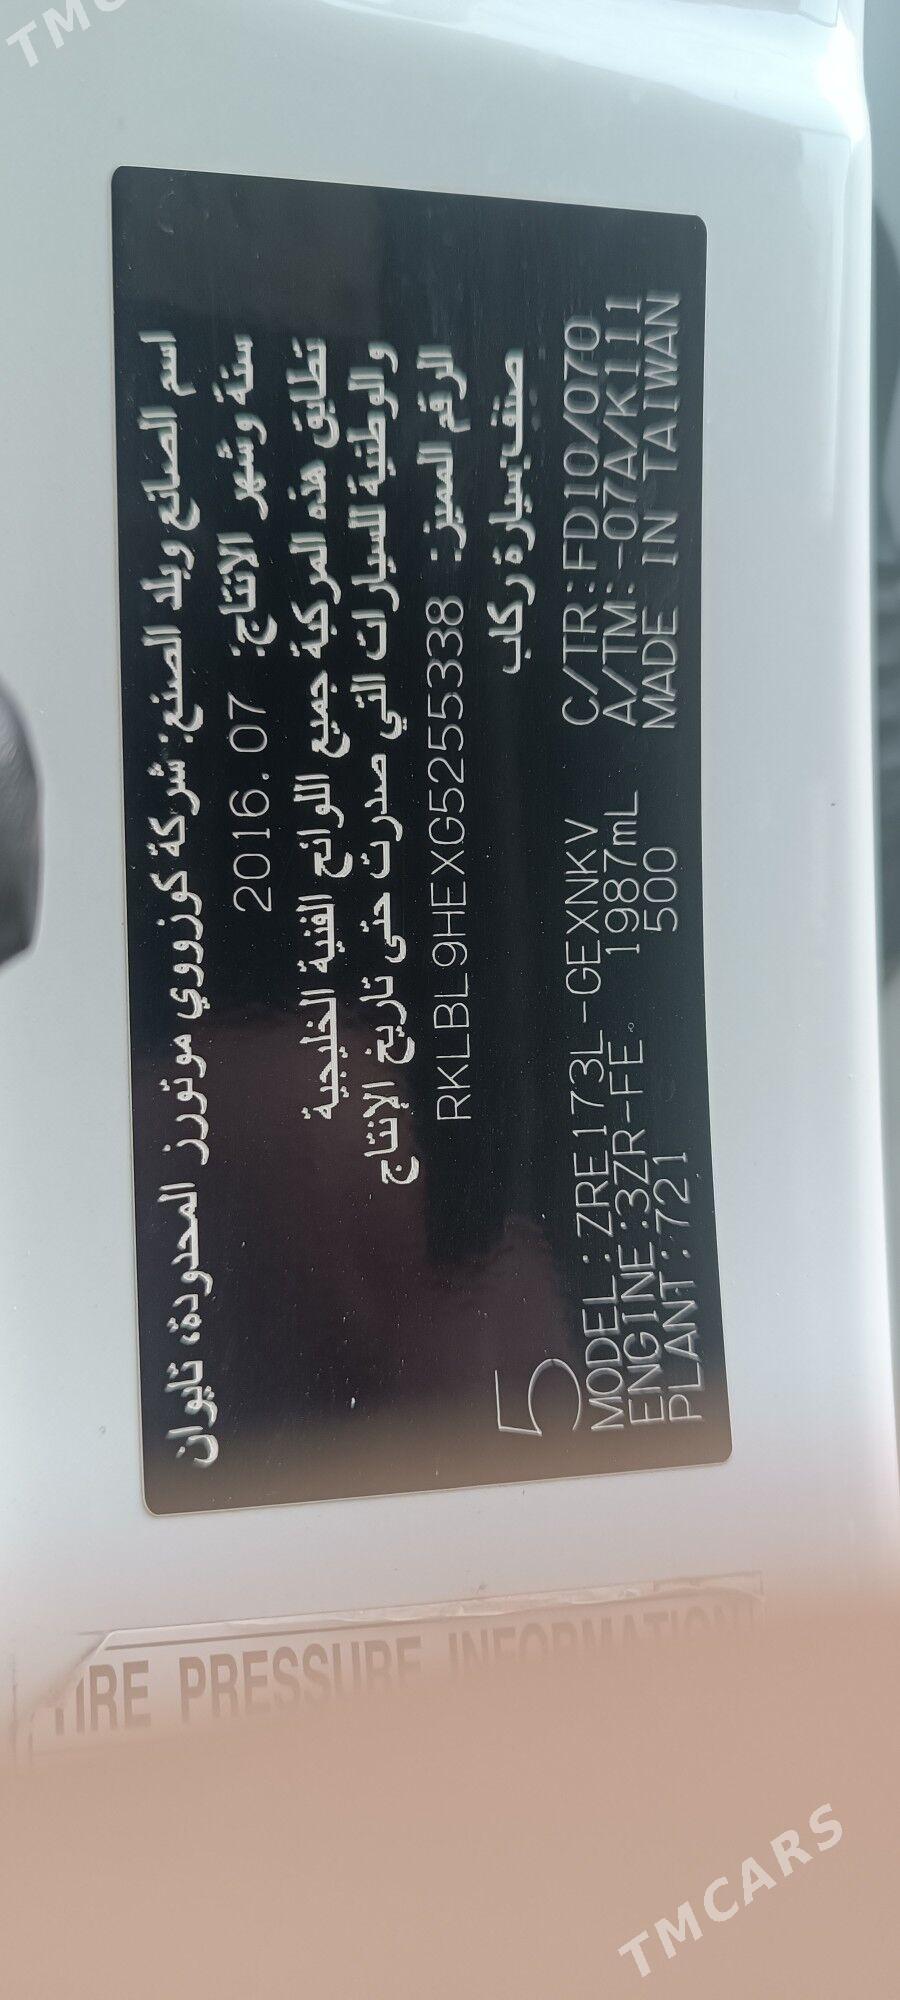 اسم الصانع وبلد الصنع: شركة كوزووي موتورز المحدودة، تايوان
سنة وشهر الانتاج: 2016.07
تطابق هذه المركبة جميع اللوائح الفنية الخليجية
والوطنية للسيارات التي صدرت حتى تاريخ الإنتاج
الرقم المميز: RKLBL9HEXG5255338
صنف: سيارة ركاب
5
MODEL:ZRE173L-GEXNKV C/TR:FD10/070
ENGINE:3ZR-FE 1987mL A/TM:-07A/K111
PLANT:721 500 MADE IN TAIWAN
TIRE PRESSURE INFORMATION
TMCARS